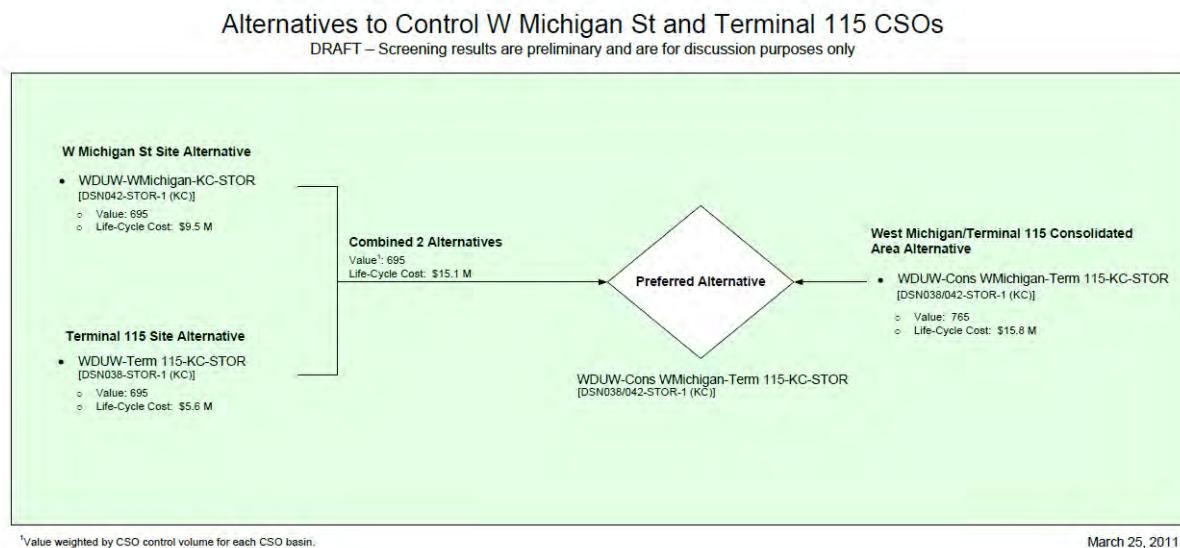 Alternatives to Control W Michigan St and Terminal 115 CSOs
DRAFT – Screening results are preliminary and are for discussion purposes only
W Michigan St Site Alternative
• WDUW-WMichigan-KC-STOR
[DSN042-STOR-1 (KC)]
○ Value: 695
○ Life-Cycle Cost: $9.5 M
Combined 2 Alternatives
Value¹: 695
Life-Cycle Cost: $15.1 M
Terminal 115 Site Alternative
• WDUW-Term 115-KC-STOR
[DSN038-STOR-1 (KC)]
○ Value: 695
○ Life-Cycle Cost: $5.6 M
Preferred Alternative
WDUW-Cons WMichigan-Term 115-KC-STOR
[DSN038/042-STOR-1 (KC)]
West Michigan/Terminal 115 Consolidated
Area Alternative
• WDUW-Cons WMichigan-Term 115-KC-STOR
[DSN038/042-STOR-1 (KC)]
○ Value: 765
○ Life-Cycle Cost: $15.8 M
¹Value weighted by CSO control volume for each CSO basin.
March 25, 2011